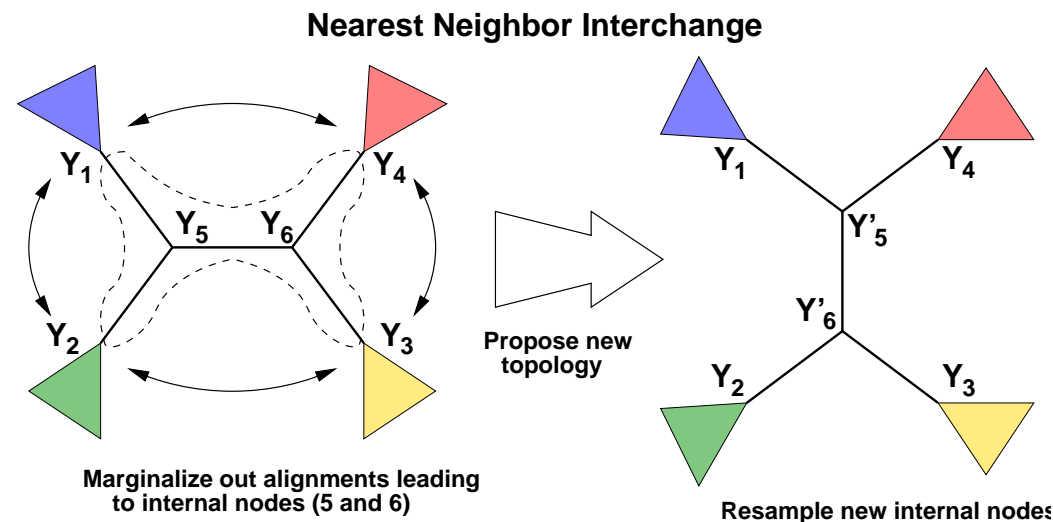 Nearest Neighbor Interchange
Y1
Y4
Y5
Y6
Y2
Y3
Marginalize out alignments leading
to internal nodes (5 and 6)
Propose new
topology
Y1
Y4
Y'5
Y'6
Y2
Y3
Resample new internal nodes